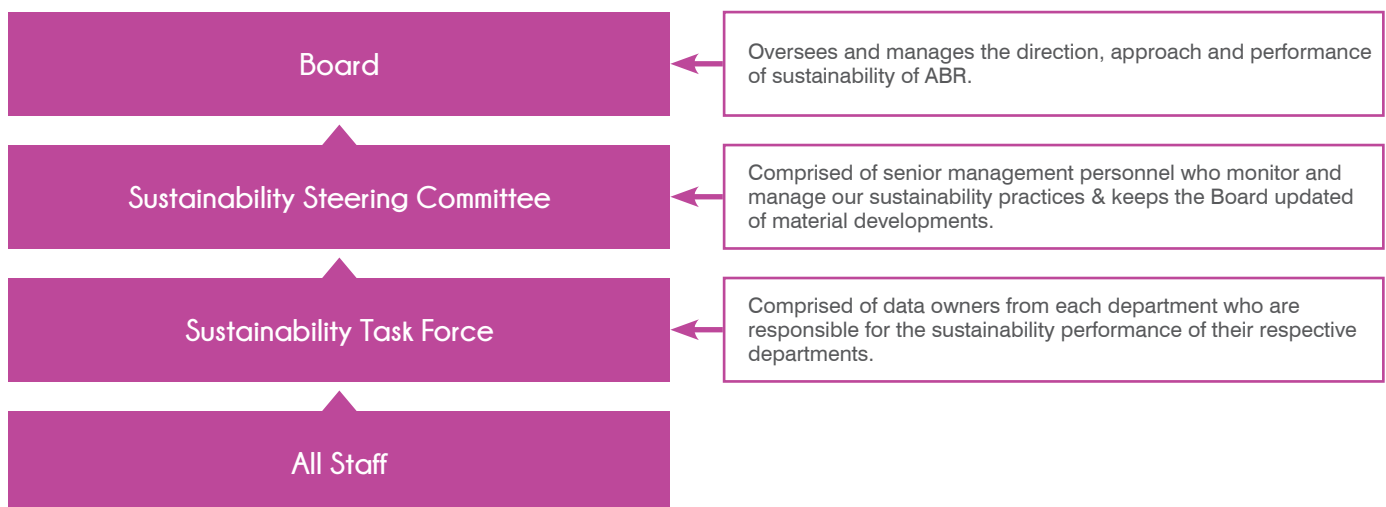 Board
Oversees and manages the direction, approach and performance
of sustainability of ABR.
Sustainability Steering Committee
Comprised of senior management personnel who monitor and
manage our sustainability practices & keeps the Board updated
of material developments.
Sustainability Task Force
Comprised of data owners from each department who are
responsible for the sustainability performance of their respective
departments.
All Staff